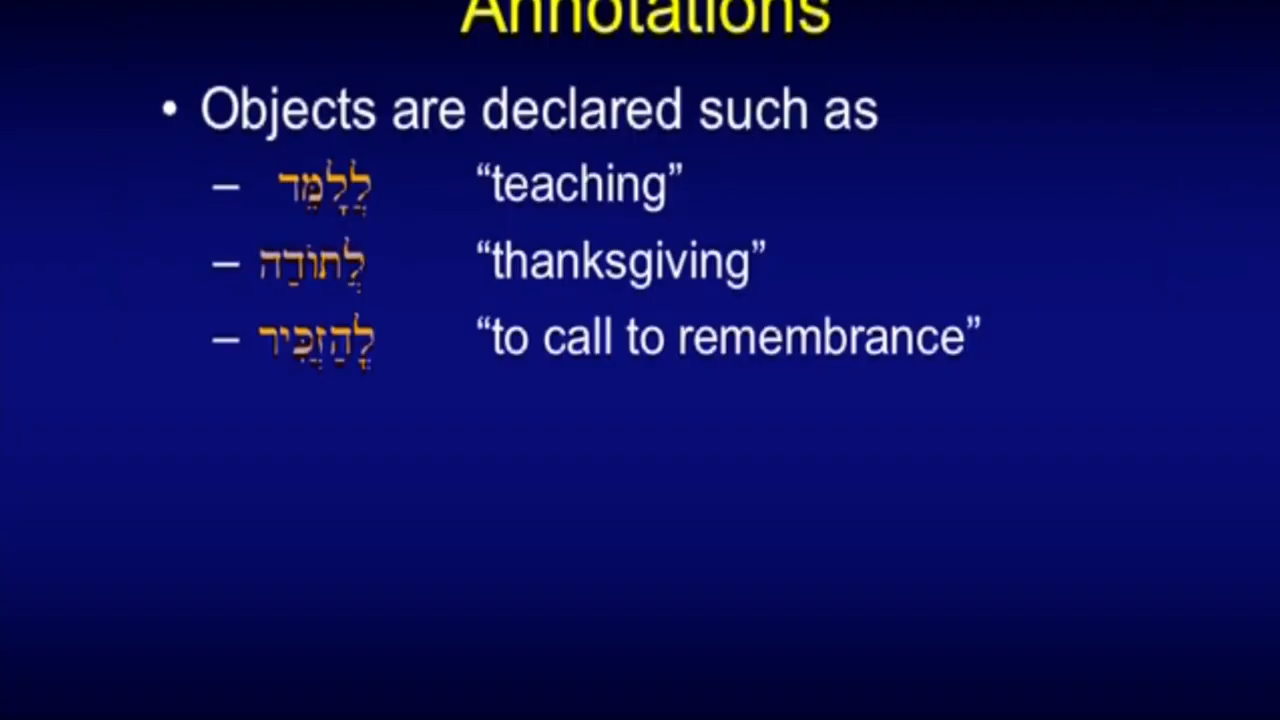 Annotations
• Objects are declared such as
– לֲלָמֵּד “teaching”
– לֲתוֹדַה “thanksgiving”
– לֳהַזֲכִּיר “to call to remembrance”